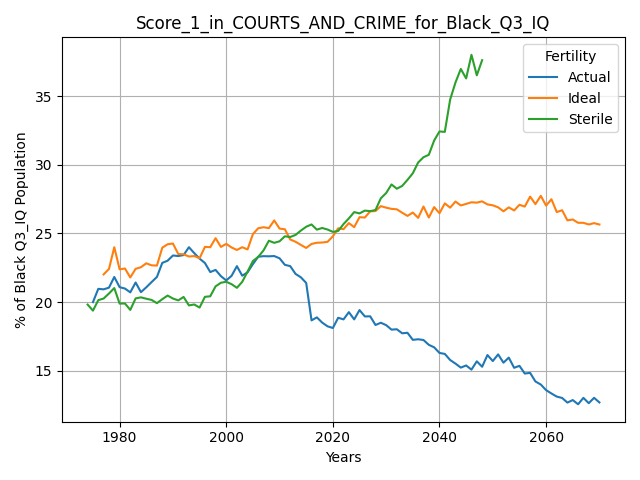 Score_1_in_COURTS_AND_CRIME_for_Black_Q3_IQ
Fertility
Actual
Ideal
Sterile
% of Black Q3_IQ Population
35
30
25
20
15
1980
2000
2020
2040
2060
Years